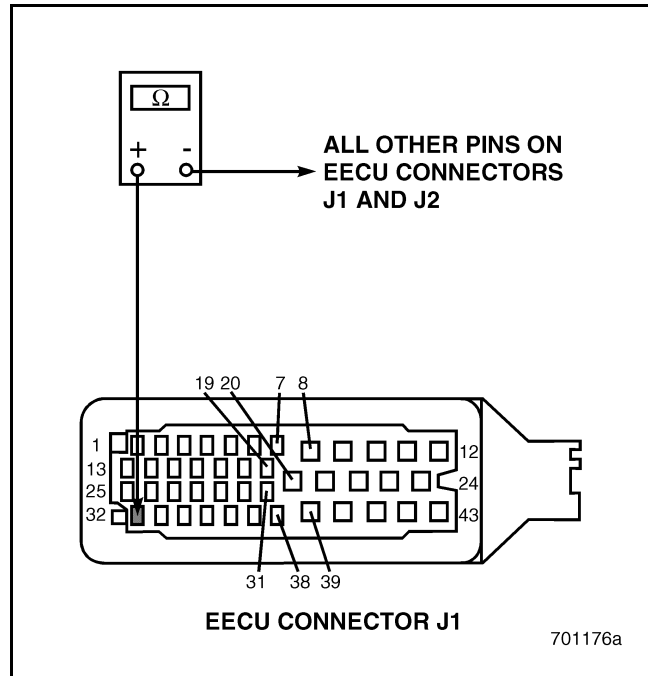 Ω
+ -
ALL OTHER PINS ON
EECU CONNECTORS
J1 AND J2
19 20 7 8
1 12
13
25 24
32 43
31 38 39
EECU CONNECTOR J1
701176a